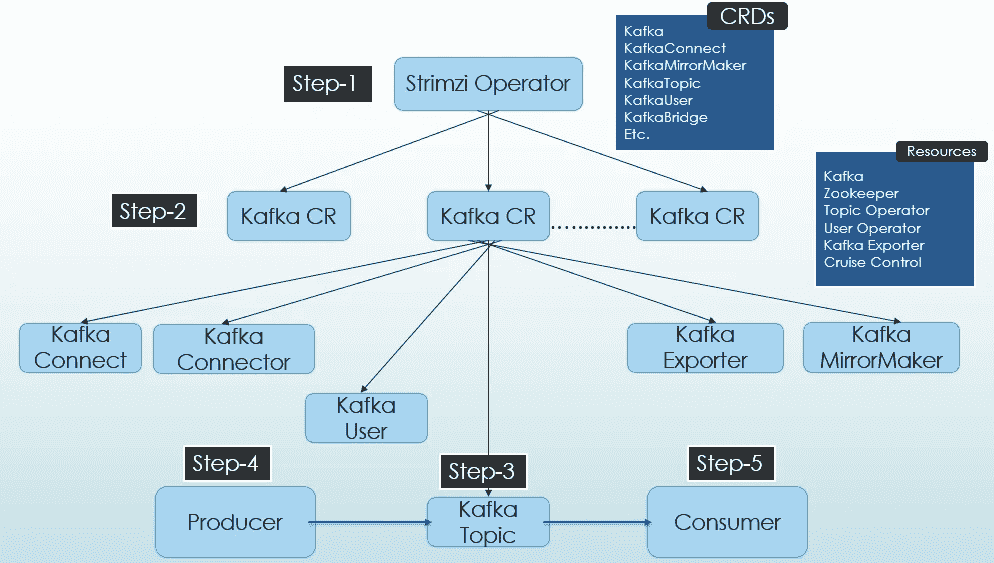 CRDs
Kafka
KafkaConnect
KafkaMirrorMaker
KafkaTopic
KafkaUser
KafkaBridge
Etc.
Step-1
Strimzi Operator
Resources
Kafka
Zookeeper
Topic Operator
User Operator
Kafka Exporter
Cruise Control
Step-2
Kafka CR
Kafka CR
Kafka CR
Kafka
Connect
Kafka
Connector
Kafka
User
Kafka
Exporter
Kafka
MirrorMaker
Step-4
Producer
Step-3
Kafka
Topic
Step-5
Consumer